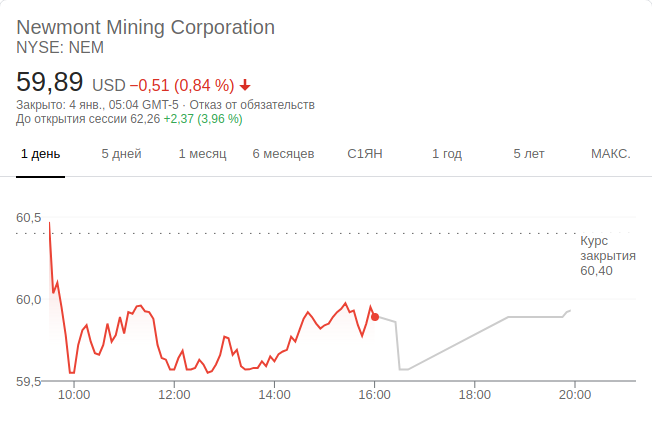 Newmont Mining Corporation
NYSE: NEM
59,89 USD −0,51 (0,84 %)
Закрыто: 4 янв., 05:04 GMT-5 · Отказ от обязательств
До открытия сессии 62,26 +2,37 (3,96 %)
1 день 5 дней 1 месяц 6 месяцев С1ЯН 1 год 5 лет МАКС.
60,5
Курс
закрытия
60,40
60,0
59,5
10:00 12:00 14:00 16:00 18:00 20:00